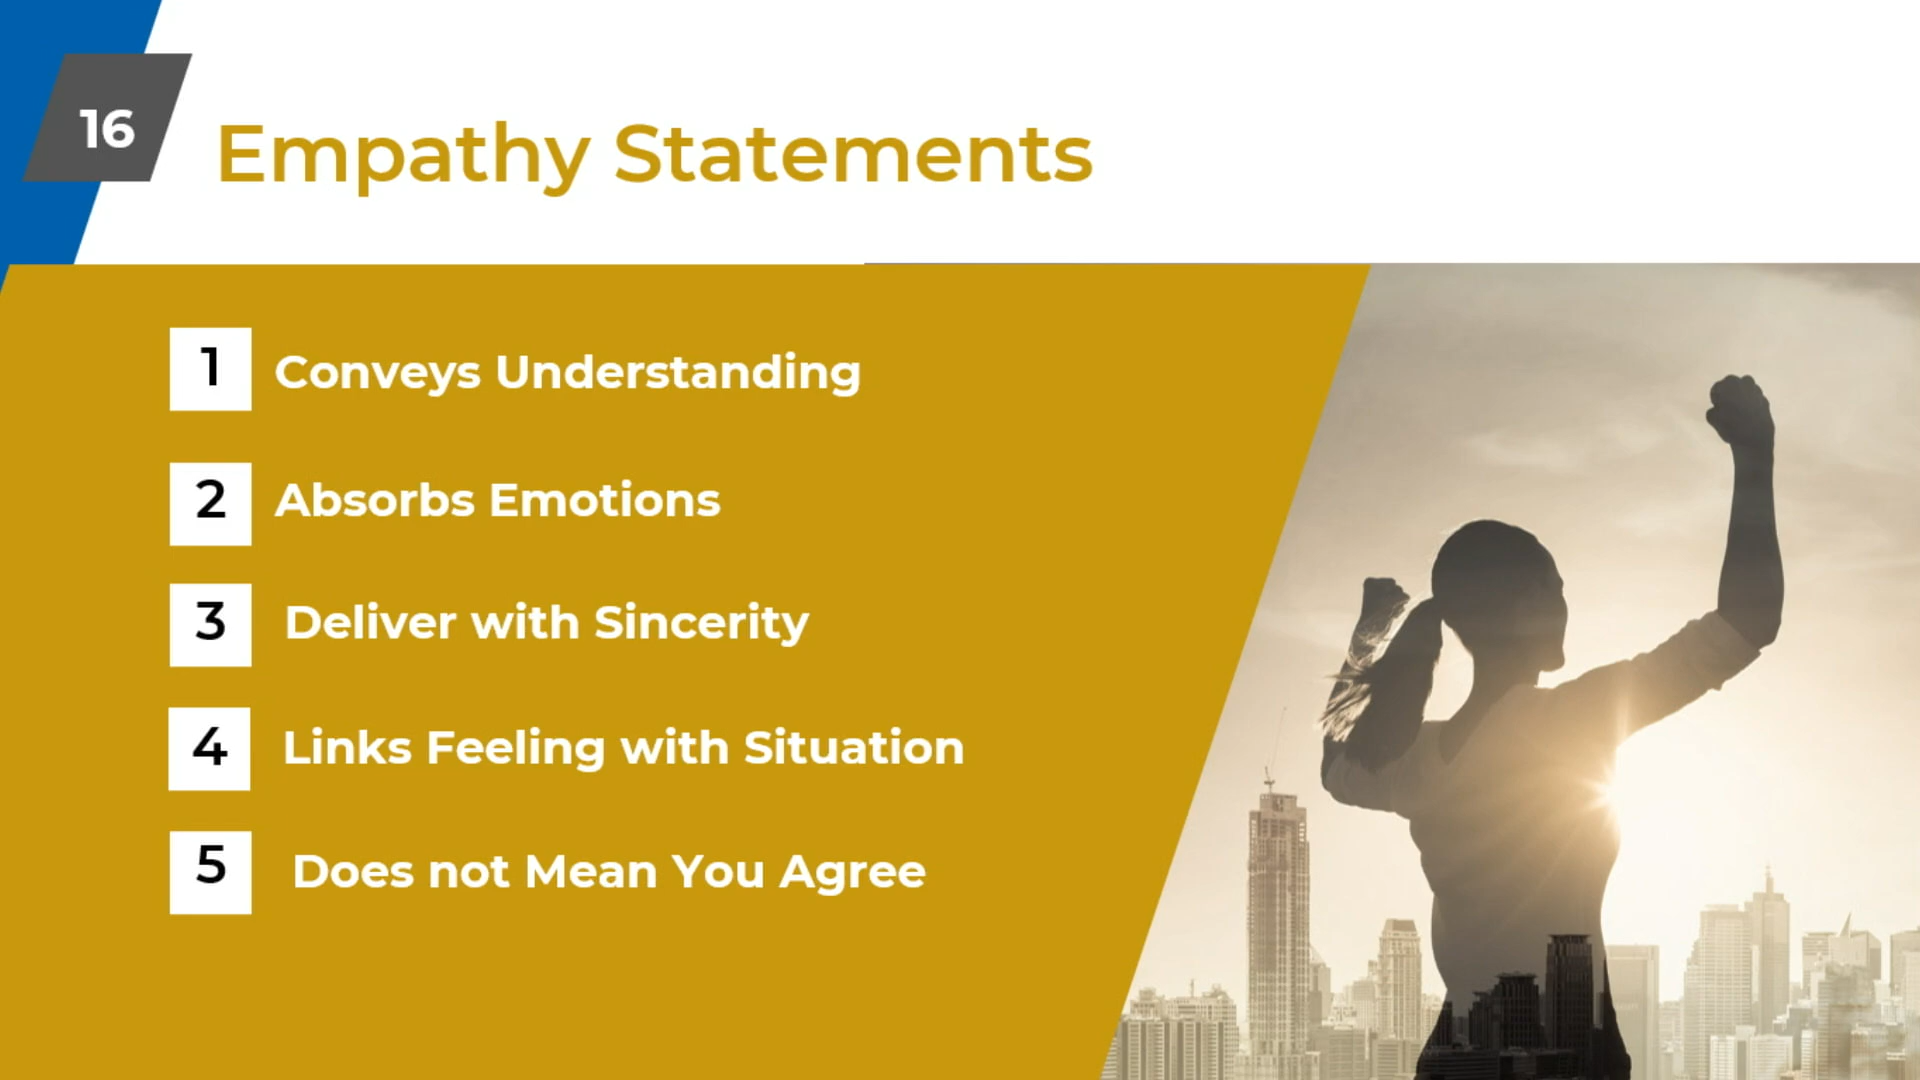 16
Empathy Statements
1 Conveys Understanding
2 Absorbs Emotions
3 Deliver with Sincerity
4 Links Feeling with Situation
5 Does not Mean You Agree